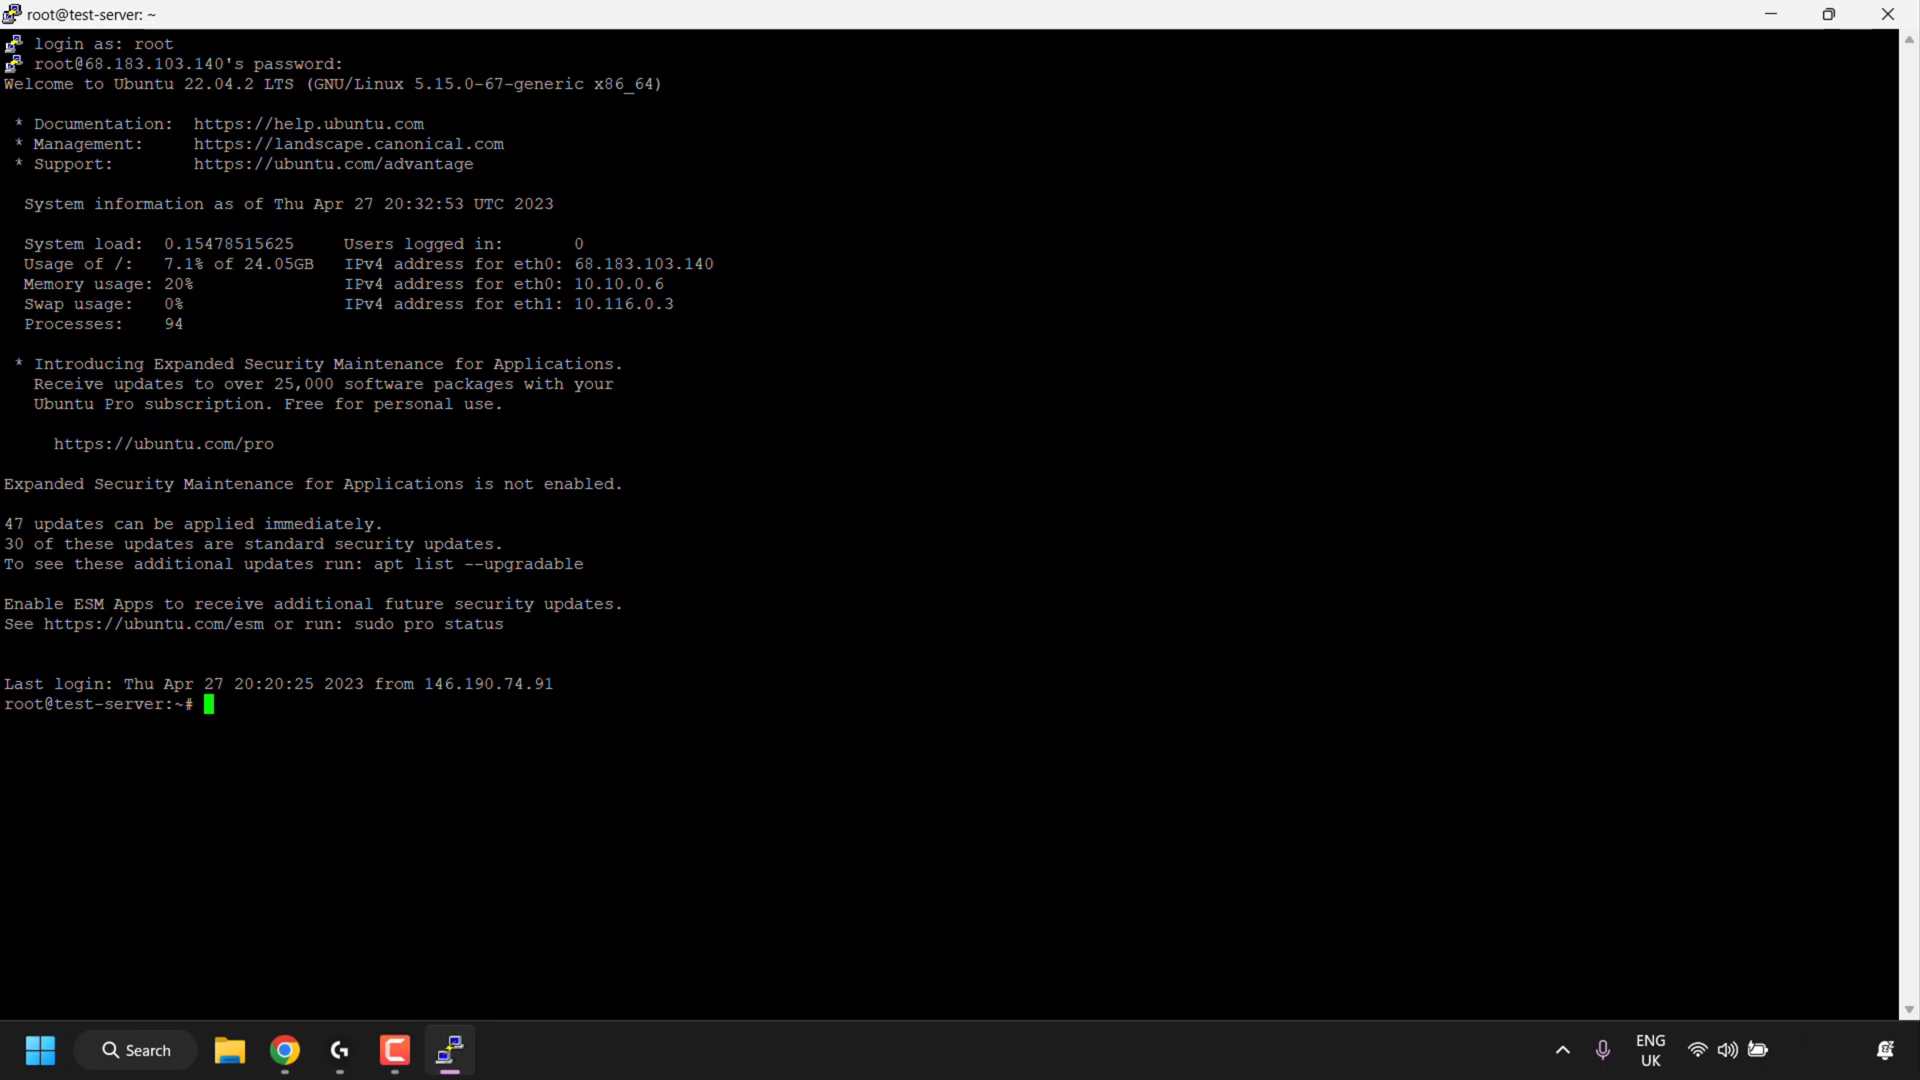 root@test-server: ~
login as: root
root@68.183.103.140's password:
Welcome to Ubuntu 22.04.2 LTS (GNU/Linux 5.15.0-67-generic x86_64)
* Documentation:  https://help.ubuntu.com
* Management:     https://landscape.canonical.com
* Support:        https://ubuntu.com/advantage
System information as of Thu Apr 27 20:32:53 UTC 2023
System load:  0.15478515625     Users logged in:       0
Usage of /:   7.1% of 24.05GB   IPv4 address for eth0: 68.183.103.140
Memory usage: 20%               IPv4 address for eth0: 10.10.0.6
Swap usage:   0%                IPv4 address for eth1: 10.116.0.3
Processes:    94
* Introducing Expanded Security Maintenance for Applications.
Receive updates to over 25,000 software packages with your
Ubuntu Pro subscription. Free for personal use.
https://ubuntu.com/pro
Expanded Security Maintenance for Applications is not enabled.
47 updates can be applied immediately.
30 of these updates are standard security updates.
To see these additional updates run: apt list --upgradable
Enable ESM Apps to receive additional future security updates.
See https://ubuntu.com/esm or run: sudo pro status
Last login: Thu Apr 27 20:20:25 2023 from 146.190.74.91
root@test-server:~#
Search
ENG
UK